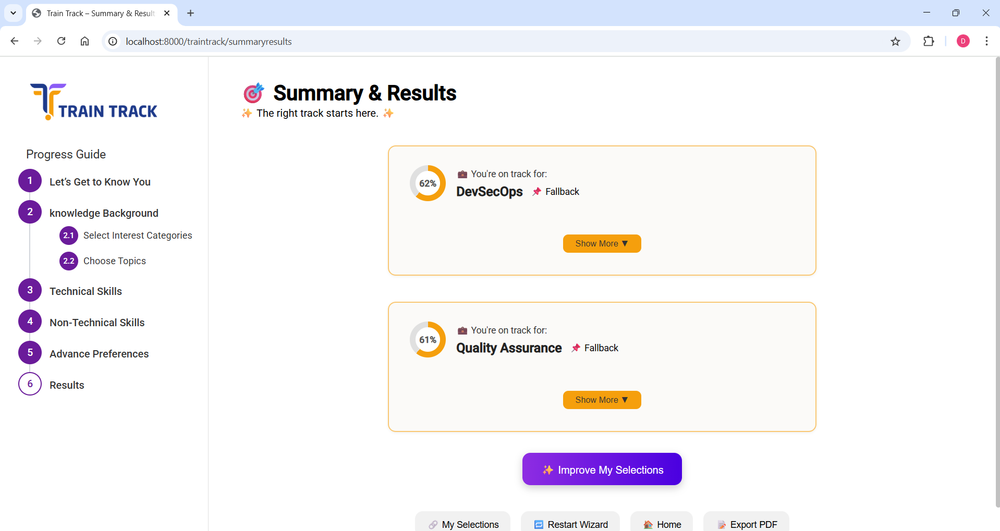 Train Track – Summary & Result
localhost:8000/traintrack/summaryresults
D
TRAIN TRACK
Progress Guide
1 Let’s Get to Know You
2 knowledge Background
2.1 Select Interest Categories
2.2 Choose Topics
3 Technical Skills
4 Non-Technical Skills
5 Advance Preferences
6 Results
Summary & Results
The right track starts here.
62%
You're on track for:
DevSecOps Fallback
Show More ▼
61%
You're on track for:
Quality Assurance Fallback
Show More ▼
Improve My Selections
My Selections Restart Wizard Home Export PDF